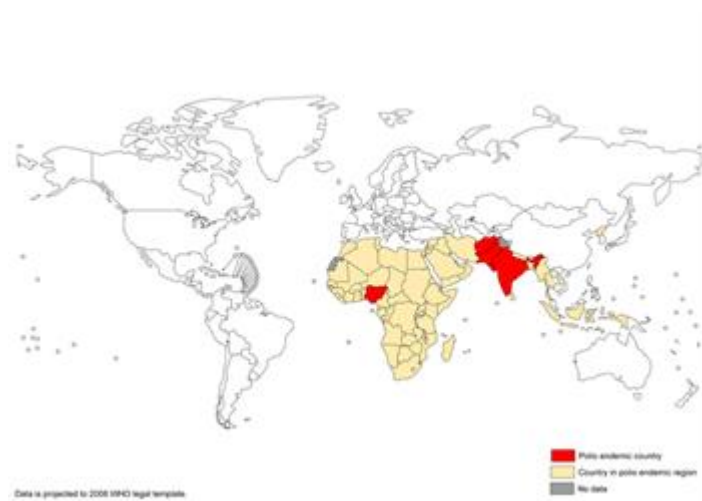 Polio endemic country
Country in polio endemic region
No data
Data is projected to 2008 WHO legal template